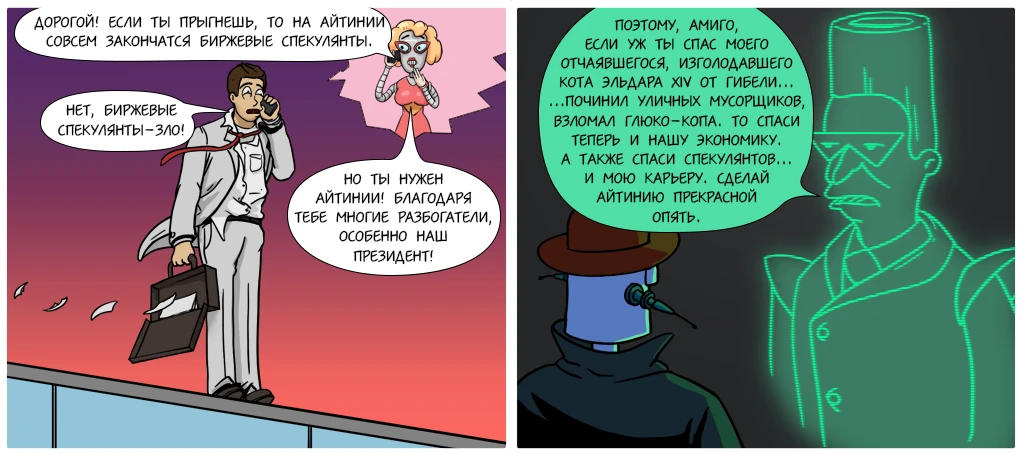 ДОРОГОЙ! ЕСЛИ ТЫ ПРЫГНЕШЬ, ТО НА АЙТИНИИ
СОВСЕМ ЗАКОНЧАТСЯ БИРЖЕВЫЕ СПЕКУЛЯНТЫ.
НЕТ, БИРЖЕВЫЕ
СПЕКУЛЯНТЫ-ЗЛО!
НО ТЫ НУЖЕН
АЙТИНИИ! БЛАГОДАРЯ
ТЕБЕ МНОГИЕ РАЗБОГАТЕЛИ,
ОСОБЕННО НАШ
ПРЕЗИДЕНТ!
ПОЭТОМУ, АМИГО,
ЕСЛИ УЖ ТЫ СПАС МОЕГО
ОТЧАЯВШЕГОСЯ, ИЗГОЛОДАВШЕГО
КОТА ЭЛЬДАРА XIV ОТ ГИБЕЛИ...
...ПОЧИНИЛ УЛИЧНЫХ МУСОРЩИКОВ,
ВЗЛОМАЛ ГЛЮКО-КОПА. ТО СПАСИ
ТЕПЕРЬ И НАШУ ЭКОНОМИКУ.
А ТАКЖЕ СПАСИ СПЕКУЛЯНТОВ...
И МОЮ КАРЬЕРУ. СДЕЛАЙ
АЙТИНИЮ ПРЕКРАСНОЙ
ОПЯТЬ.